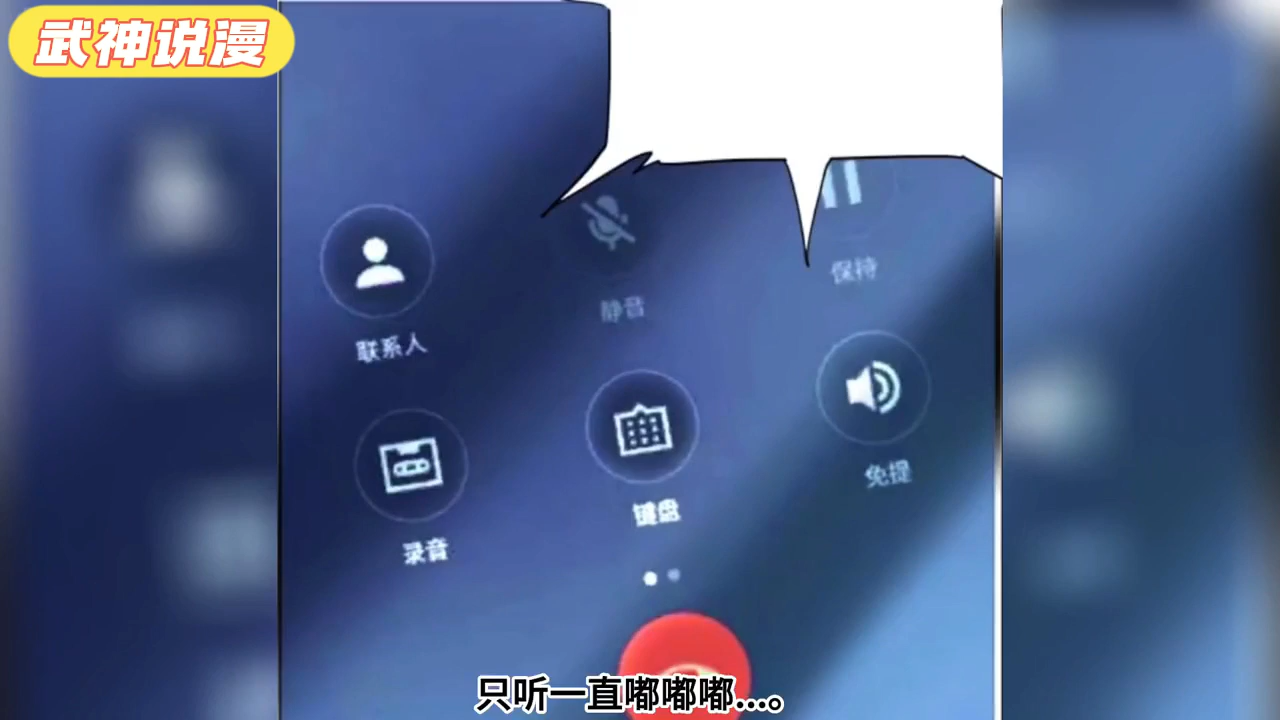 武神说漫
静音
保持
联系人
免提
键盘
录音
只听一直嘟嘟嘟...。